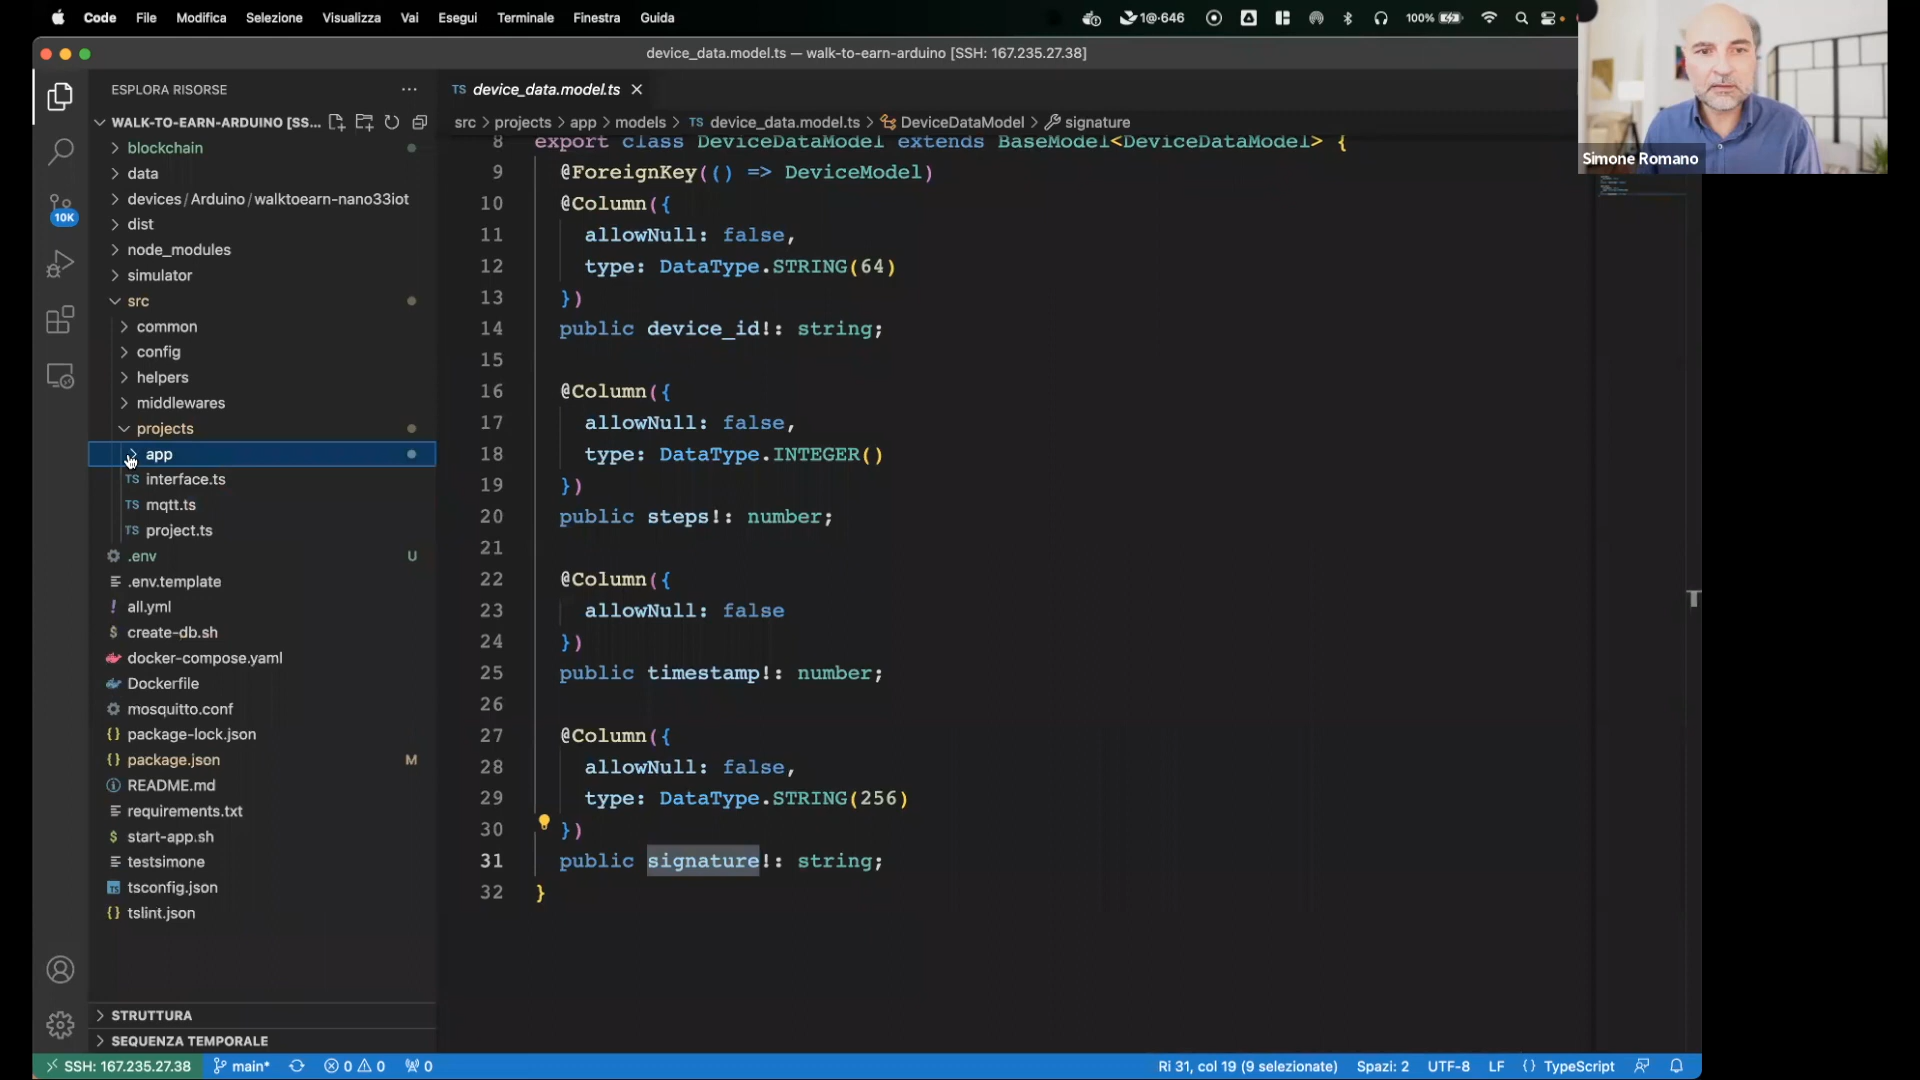 Code File Modifica Selezione Visualizza Vai Esegui Terminale Finestra Guida
1@·646 100%
device_data.model.ts — walk-to-earn-arduino [SSH: 167.235.27.38]
Simone Romano
ESPLORA RISORSE
TS device_data.model.ts
WALK-TO-EARN-ARDUINO [SS...
src > projects > app > models > TS device_data.model.ts > DeviceDataModel > signature
blockchain
data
devices/Arduino/walktoearn-nano33iot
10K
dist
node_modules
simulator
src
common
config
helpers
middlewares
projects
app
TS interface.ts
TS mqtt.ts
TS project.ts
.env U
.env.template
! all.yml
$ create-db.sh
docker-compose.yaml
Dockerfile
mosquitto.conf
{} package-lock.json
{} package.json M
README.md
requirements.txt
$ start-app.sh
testsimone
tsconfig.json
{} tslint.json
STRUTTURA
SEQUENZA TEMPORALE
8 export class DeviceDataModel extends BaseModel<DeviceDataModel> {
9 @ForeignKey(() => DeviceModel)
10 @Column({
11 allowNull: false,
12 type: DataType.STRING(64)
13 })
14 public device_id!: string;
15
16 @Column({
17 allowNull: false,
18 type: DataType.INTEGER()
19 })
20 public steps!: number;
21
22 @Column({
23 allowNull: false
24 })
25 public timestamp!: number;
26
27 @Column({
28 allowNull: false,
29 type: DataType.STRING(256)
30 })
31 public signature!: string;
32 }
SSH: 167.235.27.38 main* 0 0 0 Ri 31, col 19 (9 selezionate) Spazi: 2 UTF-8 LF {} TypeScript